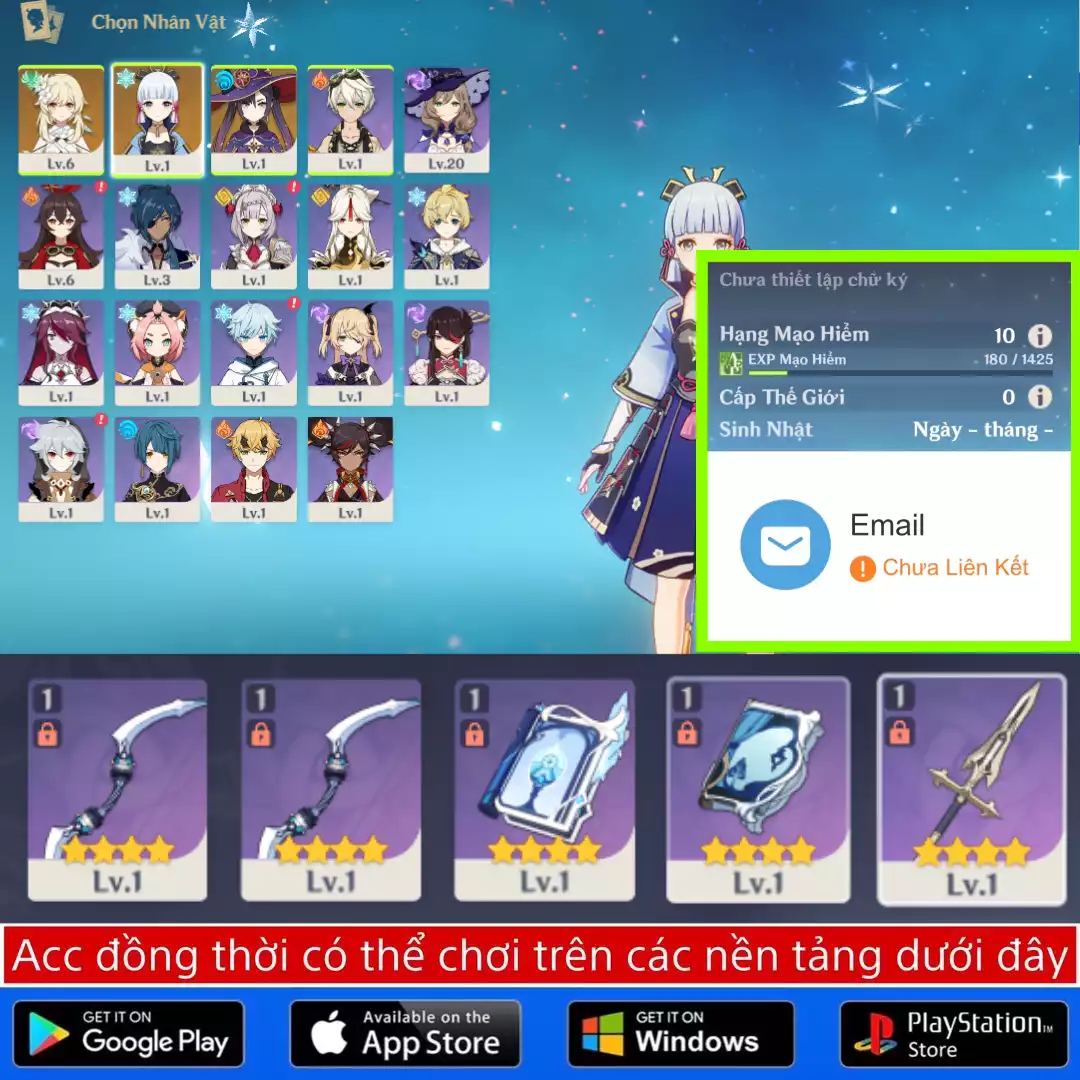 Chọn Nhân Vật
Lv.6
Lv.1
Lv.1
Lv.1
Lv.20
Lv.6
Lv.3
Lv.1
Lv.1
Lv.1
Lv.1
Lv.1
Lv.1
Lv.1
Lv.1
Lv.1
Lv.1
Lv.1
Lv.1
Chưa thiết lập chữ ký
Hạng Mạo Hiểm 10
EXP Mạo Hiểm 180 / 1425
Cấp Thế Giới 0
Sinh Nhật Ngày - tháng -
Email
Chưa Liên Kết
1
1
1
1
1
Lv.1
Lv.1
Lv.1
Lv.1
Lv.1
Acc đồng thời có thể chơi trên các nền tảng dưới đây
GET IT ON
Google Play
Available on the
App Store
GET IT ON
Windows
PlayStation™
Store